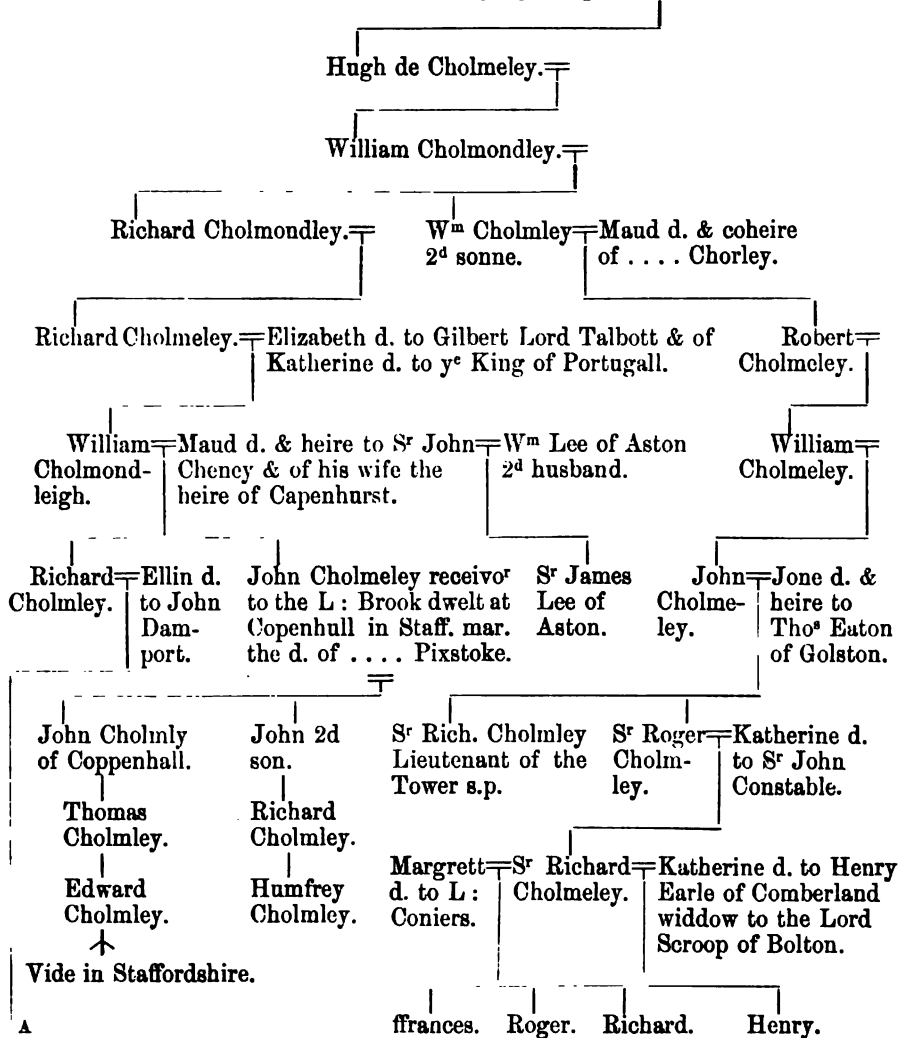 Hugh de Cholmeley.
William Cholmondley.
Richard Cholmondley.
Wm Cholmley
2d sonne.
Maud d. & coheire
of .... Chorley.
Richard Cholmeley.
Elizabeth d. to Gilbert Lord Talbott & of
Katherine d. to ye King of Portugall.
Robert
Cholmeley.
William
Cholmond-
leigh.
Maud d. & heire to Sr John
Cheney & of his wife the
heire of Capenhurst.
Wm Lee of Aston
2d husband.
William
Cholmeley.
Richard
Cholmley.
Ellin d.
to John
Dam-
port.
John Cholmeley receivor
to the L : Brook dwelt at
Copenhull in Staff. mar.
the d. of .... Pixstoke.
Sr James
Lee of
Aston.
John
Cholme-
ley.
Jone d. &
heire to
Thos Eaton
of Golston.
John Cholmly
of Coppenhall.
John 2d
son.
Sr Rich. Cholmley
Lieutenant of the
Tower s.p.
Sr Roger
Cholm-
ley.
Katherine d.
to Sr John
Constable.
Thomas
Cholmley.
Richard
Cholmley.
Edward
Cholmley.
Humfrey
Cholmley.
Margrett
d. to L :
Coniers.
Sr Richard
Cholmeley.
Katherine d. to Henry
Earle of Comberland
widdow to the Lord
Scroop of Bolton.
Vide in Staffordshire.
A
ffrances. Roger. Richard. Henry.